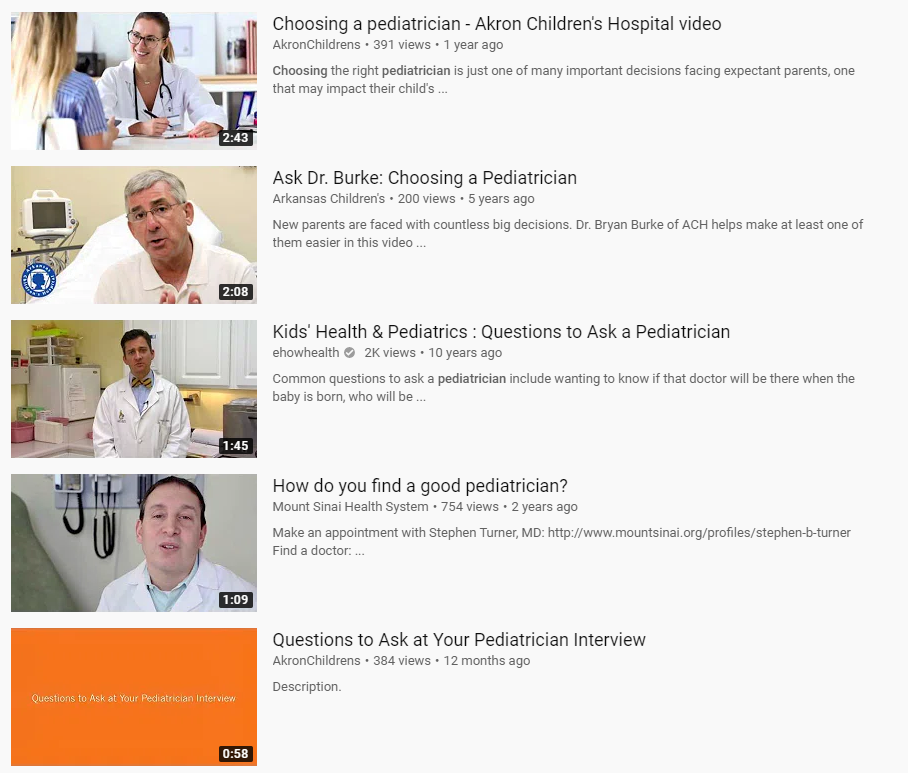 Choosing a pediatrician - Akron Children's Hospital video
AkronChildrens • 391 views • 1 year ago
Choosing the right pediatrician is just one of many important decisions facing expectant parents, one
that may impact their child's ...
2:43
Ask Dr. Burke: Choosing a Pediatrician
Arkansas Children's • 200 views • 5 years ago
New parents are faced with countless big decisions. Dr. Bryan Burke of ACH helps make at least one of
them easier in this video ...
2:08
Kids' Health & Pediatrics : Questions to Ask a Pediatrician
ehowhealth 2K views • 10 years ago
Common questions to ask a pediatrician include wanting to know if that doctor will be there when the
baby is born, who will be ...
1:45
How do you find a good pediatrician?
Mount Sinai Health System • 754 views • 2 years ago
Make an appointment with Stephen Turner, MD: http://www.mountsinai.org/profiles/stephen-b-turner
Find a doctor: ...
1:09
Questions to Ask at Your Pediatrician Interview
AkronChildrens • 384 views • 12 months ago
Description.
Questions to Ask at Your Pediatrician Interview
0:58